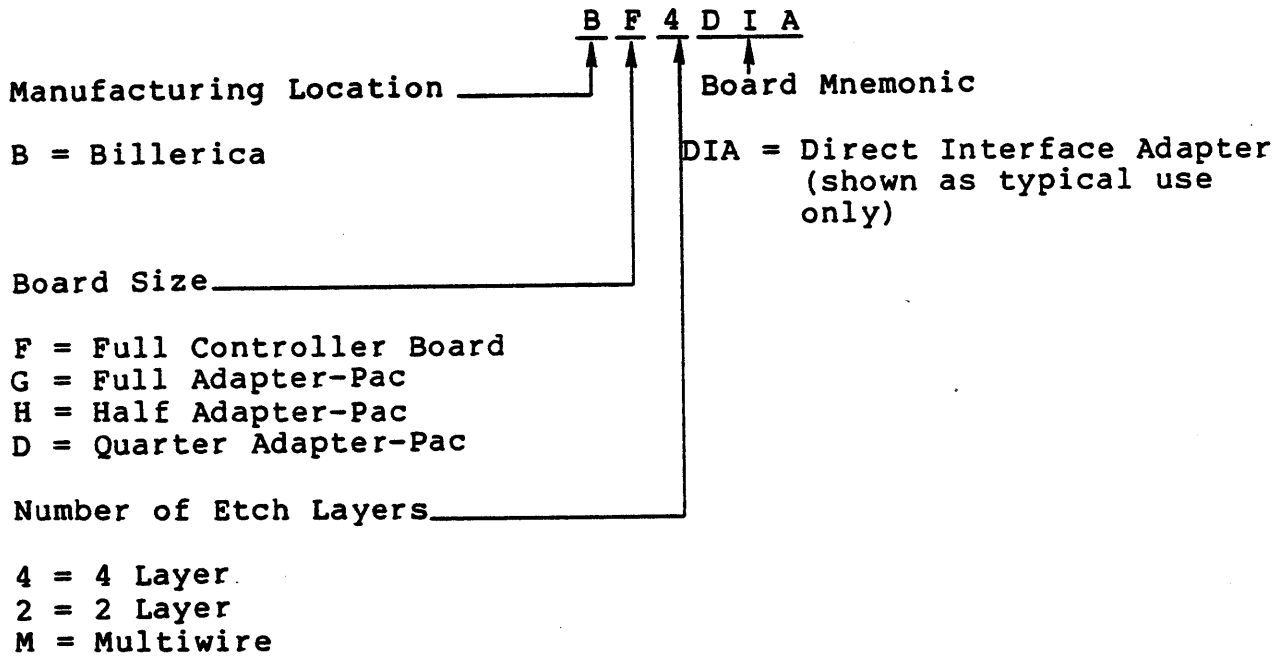 B F 4 D I A
Manufacturing Location
Board Mnemonic
B = Billerica
DIA = Direct Interface Adapter
(shown as typical use
only)
Board Size
F = Full Controller Board
G = Full Adapter-Pac
H = Half Adapter-Pac
D = Quarter Adapter-Pac
Number of Etch Layers
4 = 4 Layer
2 = 2 Layer
M = Multiwire